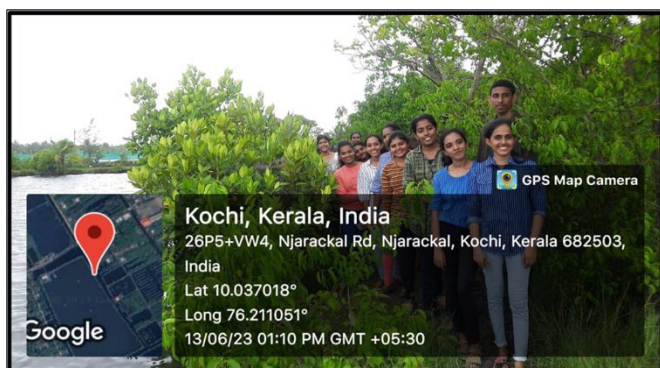 GPS Map Camera
Kochi, Kerala, India
26P5+VW4, Njarackal Rd, Njarackal, Kochi, Kerala 682503,
India
Lat 10.037018°
Long 76.211051°
13/06/23 01:10 PM GMT +05:30
Google